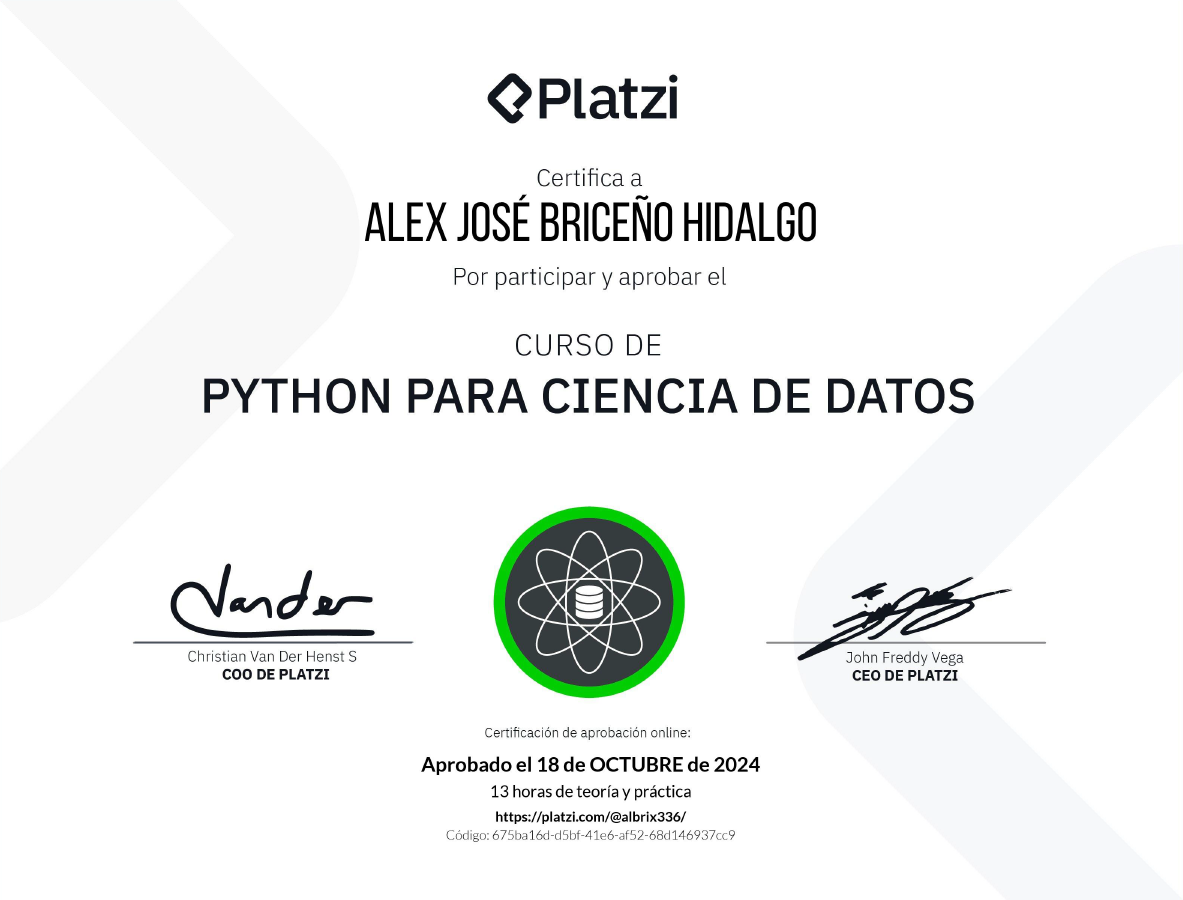 Platzi
Certifica a
ALEX JOSÉ BRICEÑO HIDALGO
Por participar y aprobar el
CURSO DE
PYTHON PARA CIENCIA DE DATOS
Vander
Christian Van Der Henst S
COO DE PLATZI
John Freddy Vega
CEO DE PLATZI
Certificación de aprobación online:
Aprobado el 18 de OCTUBRE de 2024
13 horas de teoría y práctica
https://platzi.com/@albrix336/
Código: 675ba16d-d5bf-41e6-af52-68d146937cc9